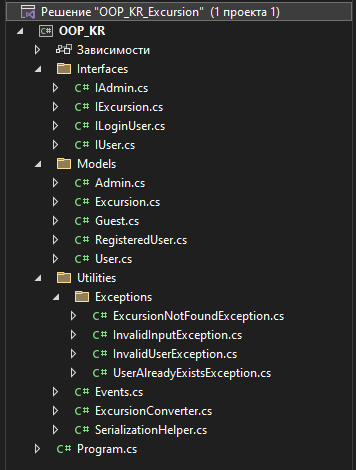 Решение "OOP_KR_Excursion" (1 проекта 1)
C# OOP_KR
Зависимости
Interfaces
C# IAdmin.cs
C# IExcursion.cs
C# ILoginUser.cs
C# IUser.cs
Models
C# Admin.cs
C# Excursion.cs
C# Guest.cs
C# RegisteredUser.cs
C# User.cs
Utilities
Exceptions
C# ExcursionNotFoundException.cs
C# InvalidInputException.cs
C# InvalidUserException.cs
C# UserAlreadyExistsException.cs
C# Events.cs
C# ExcursionConverter.cs
C# SerializationHelper.cs
C# Program.cs